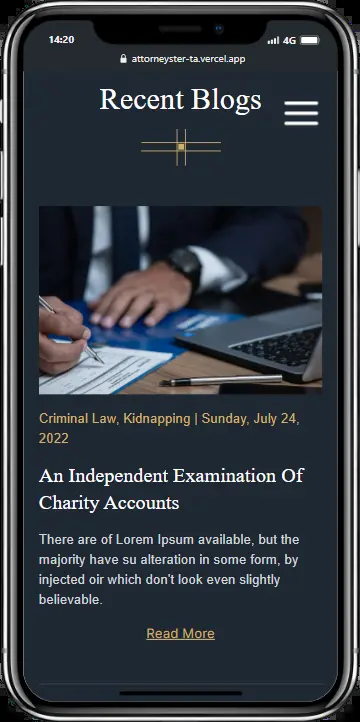 14:20
4G
attorneyster-ta.vercel.app
Recent Blogs
Criminal Law, Kidnapping | Sunday, July 24,
2022
An Independent Examination Of
Charity Accounts
There are of Lorem Ipsum available, but the
majority have su alteration in some form, by
injected oir which don't look even slightly
believable.
Read More